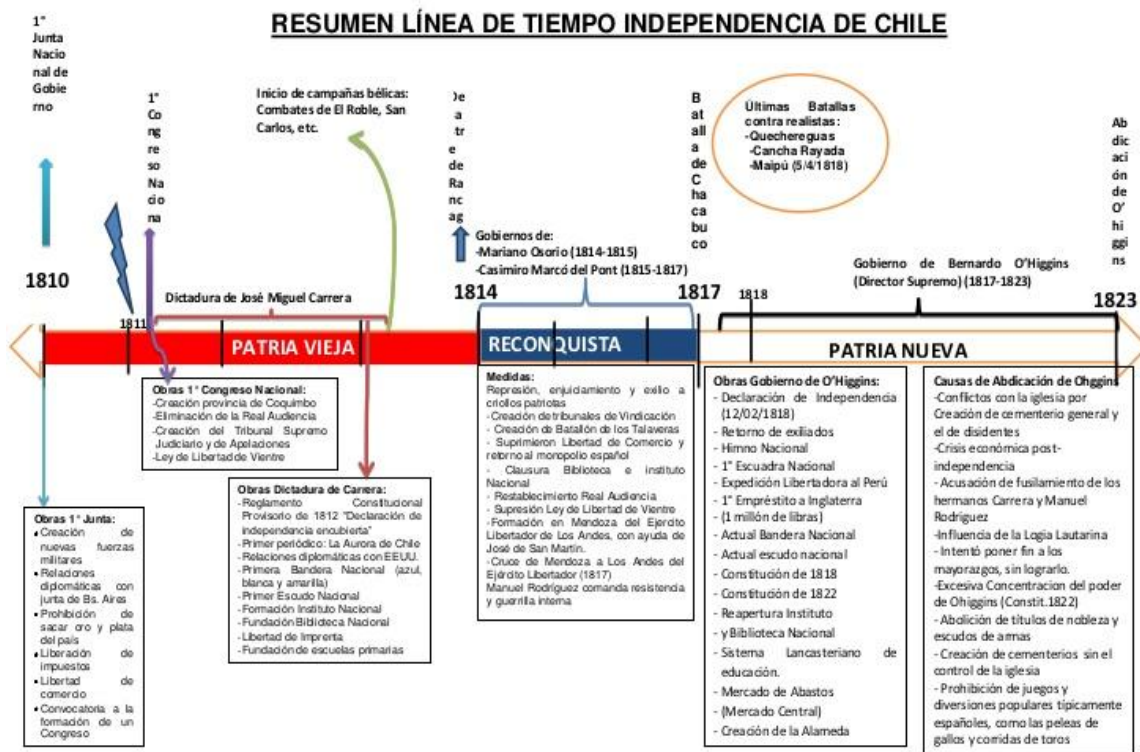 RESUMEN LÍNEA DE TIEMPO INDEPENDENCIA DE CHILE
1°
Junta
Nacio
nal de
Gobie
rno
1°
Co
ng
re
so
Na
cio
na
Inicio de campañas bélicas:
Combates de El Roble, San
Carlos, etc.
de
Ran
cag
B
at
all
a
de
C
ha
ca
bu
co
Últimas Batallas
contra realistas:
-Quechereguas
-Cancha Rayada
-Maipú (5/4/1818)
Ab
dic
aci
ón
de
O'
hi
ggi
ns
Gobiernos de:
-Mariano Osorio (1814-1815)
-Casimiro Marcó del Pont (1815-1817)
Gobierno de Bernardo O'Higgins
(Director Supremo) (1817-1823)
1810
Dictadura de José Miguel Carrera
1814
1817
1818
1823
1811
PATRIA VIEJA
RECONQUISTA
PATRIA NUEVA
Obras 1° Congreso Nacional:
-Creación provincia de Coquimbo
-Eliminación de la Real Audiencia
-Creación del Tribunal Supremo
Judiciario y de Apelaciones
-Ley de Libertad de Vientre
Obras 1° Junta:
• Creación de
nuevas fuerzas
militares
• Relaciones
diplomáticas con
junta de Bs. Aires
• Prohibición de
sacar oro y plata
del país
• Liberación de
impuestos
• Libertad de
comercio
• Convocatoria a la
formación de un
Congreso
Obras Dictadura de Carrera:
-Reglamento Constitucional
Provisorio de 1812 "Declaración de
independencia encubierta"
-Primer periódico: La Aurora de Chile
-Relaciones diplomáticas con EEUU.
-Primera Bandera Nacional (azul,
blanca y amarilla)
-Primer Escudo Nacional
-Formación Instituto Nacional
-Fundación Biblioteca Nacional
-Libertad de Imprenta
-Fundación de escuelas primarias
Medidas:
Represión, enjuiciamiento y exilio a
criollos patriotas
-Creación de tribunales de Vindicación
- Creación de Batallón de los Talaveras
- Suprimieron Libertad de Comercio y
retorno al monopolio español
- Clausura Biblioteca e instituto
Nacional
- Restablecimiento Real Audiencia
- Supresión Ley de Libertad de Vientre
-Formación en Mendoza del Ejercito
Libertador de Los Andes, con ayuda de
José de San Martín.
-Cruce de Mendoza a Los Andes del
Ejército Libertador (1817)
Manuel Rodríguez comanda resistencia
y guerrilla interna
Obras Gobierno de O'Higgins:
- Declaración de Independencia
(12/02/1818)
- Retorno de exiliados
- Himno Nacional
- 1° Escuadra Nacional
- Expedición Libertadora al Perú
- 1° Empréstito a Inglaterra
- (1 millón de libras)
- Actual Bandera Nacional
- Actual escudo nacional
- Constitución de 1818
- Constitución de 1822
- Reapertura Instituto
- y Biblioteca Nacional
- Sistema Lancasteriano de
educación.
- Mercado de Abastos
- (Mercado Central)
- Creación de la Alameda
Causas de Abdicación de Ohggins
-Conflictos con la iglesia por
Creación de cementerio general y
el de disidentes
-Crisis económica post-
independencia
- Acusación de fusilamiento de los
hermanos Carrera y Manuel
Rodriguez
-Influencia de la Logia Lautarina
- Intentó poner fin a los
mayorazgos, sin lograrlo.
-Excesiva Concentracion del poder
de Ohiggins (Constit.1822)
- Abolición de títulos de nobleza y
escudos de armas
- Creación de cementerios sin el
control de la iglesia
- Prohibición de juegos y
diversiones populares típicamente
españoles, como las peleas de
gallos y corridas de toros